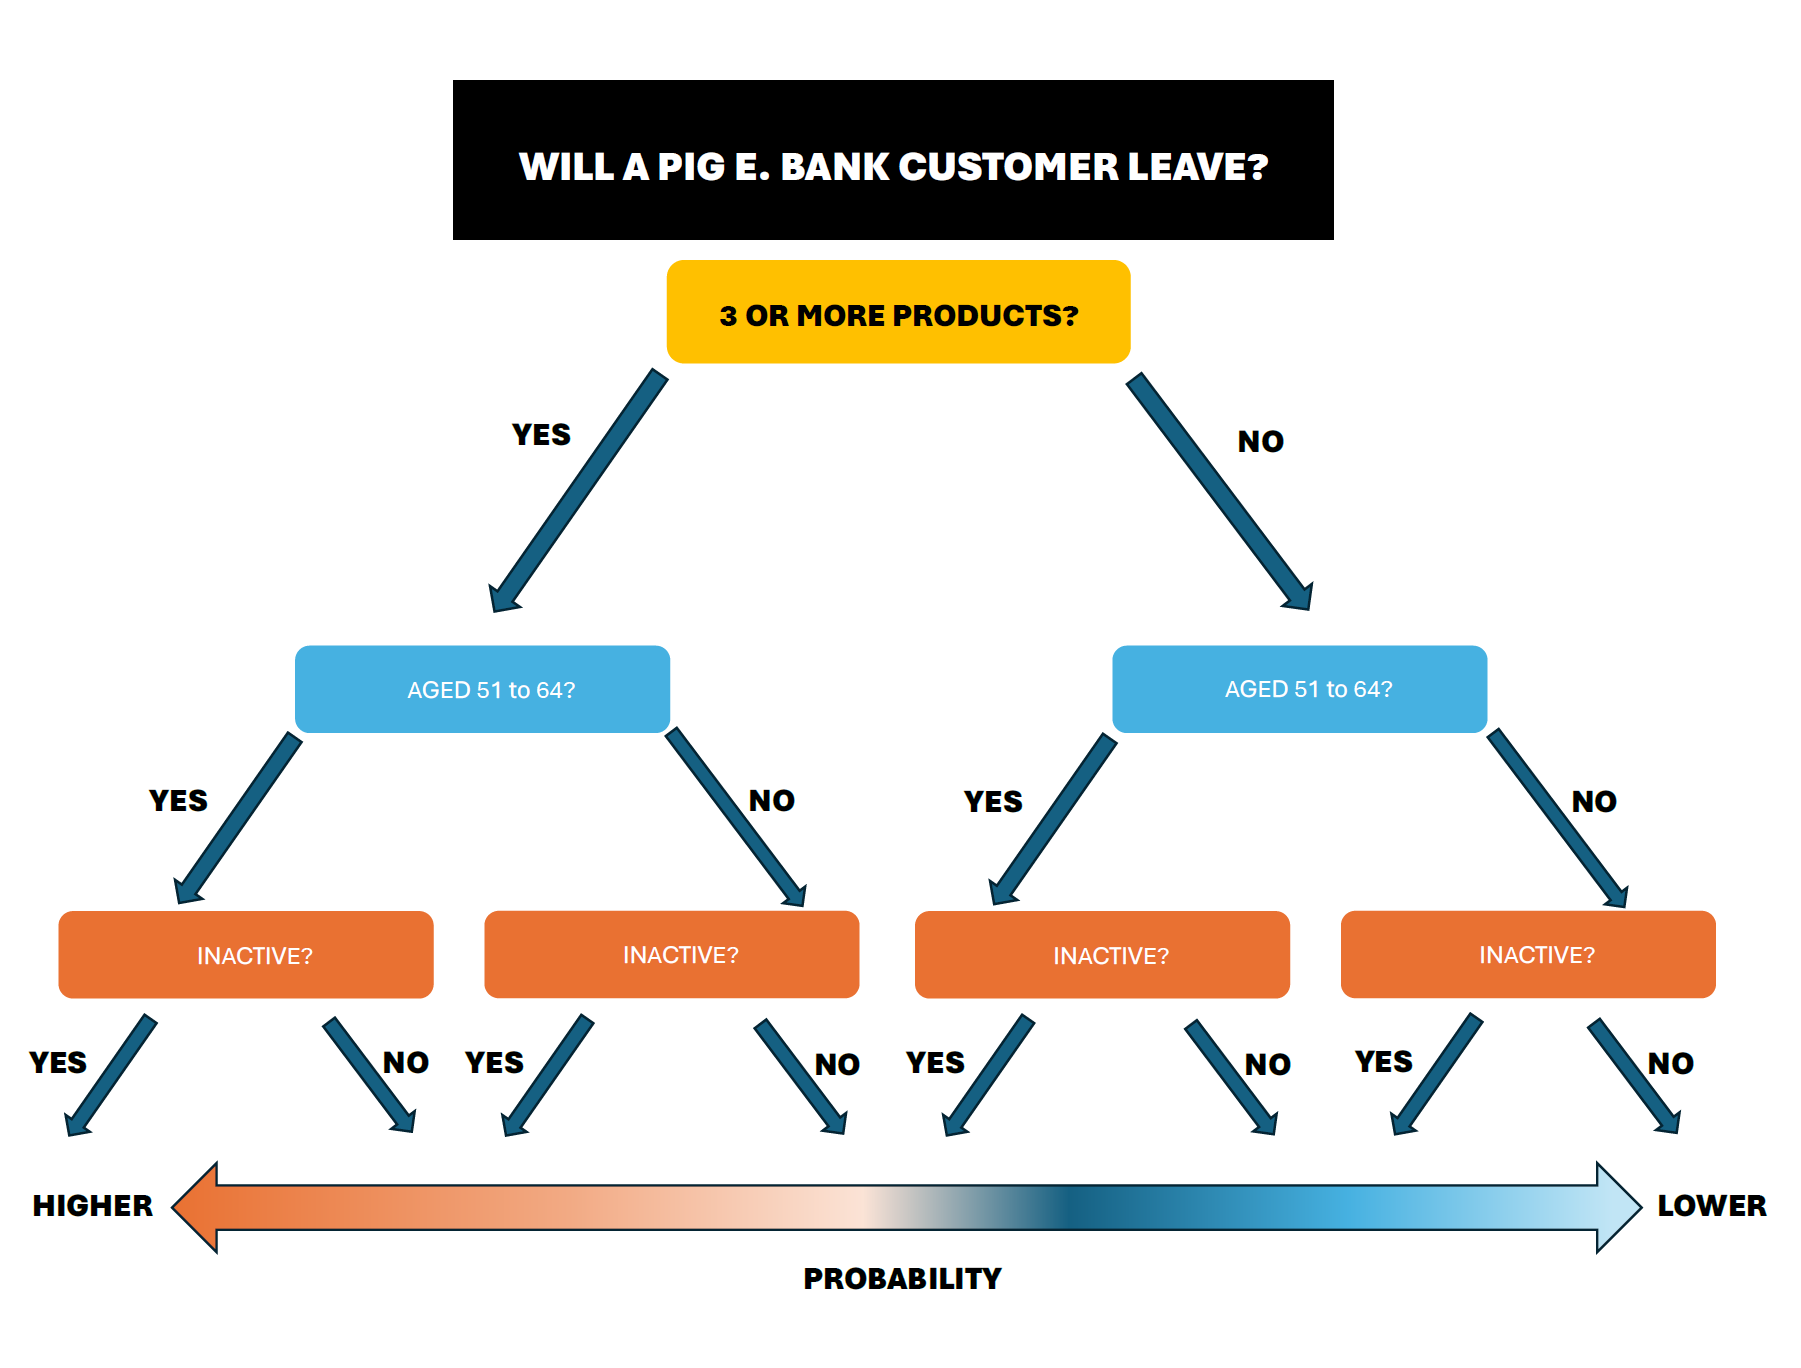 WILL A PIG E. BANK CUSTOMER LEAVE?
3 OR MORE PRODUCTS?
YES
NO
AGED 51 to 64?
AGED 51 to 64?
YES
NO
YES
NO
INACTIVE?
INACTIVE?
INACTIVE?
INACTIVE?
YES
NO
YES
NO
YES
NO
YES
NO
HIGHER
LOWER
PROBABILITY